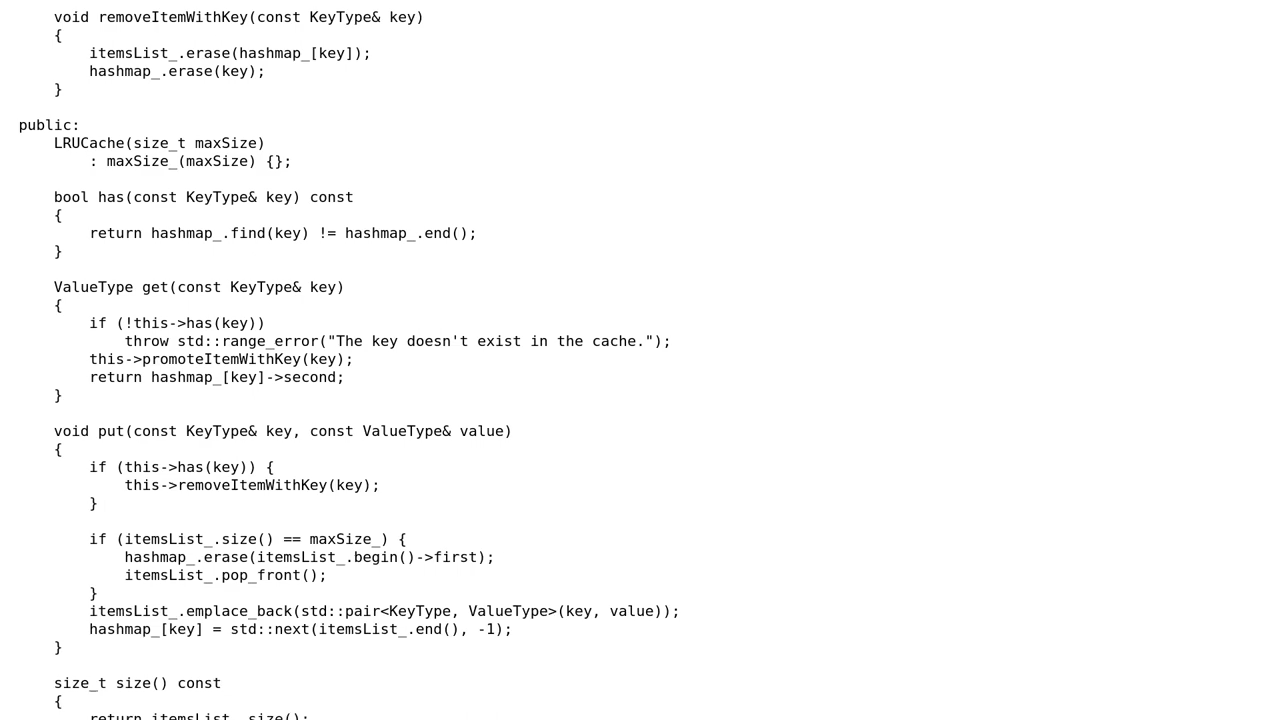 void removeItemWithKey(const KeyType& key)
{
itemsList_.erase(hashmap_[key]);
hashmap_.erase(key);
}
public:
LRUCache(size_t maxSize)
: maxSize_(maxSize) {};
bool has(const KeyType& key) const
{
return hashmap_.find(key) != hashmap_.end();
}
ValueType get(const KeyType& key)
{
if (!this->has(key))
throw std::range_error("The key doesn't exist in the cache.");
this->promoteItemWithKey(key);
return hashmap_[key]->second;
}
void put(const KeyType& key, const ValueType& value)
{
if (this->has(key)) {
this->removeItemWithKey(key);
}
if (itemsList_.size() == maxSize_) {
hashmap_.erase(itemsList_.begin()->first);
itemsList_.pop_front();
}
itemsList_.emplace_back(std::pair<KeyType, ValueType>(key, value));
hashmap_[key] = std::next(itemsList_.end(), -1);
}
size_t size() const
{
return itemsList_.size();